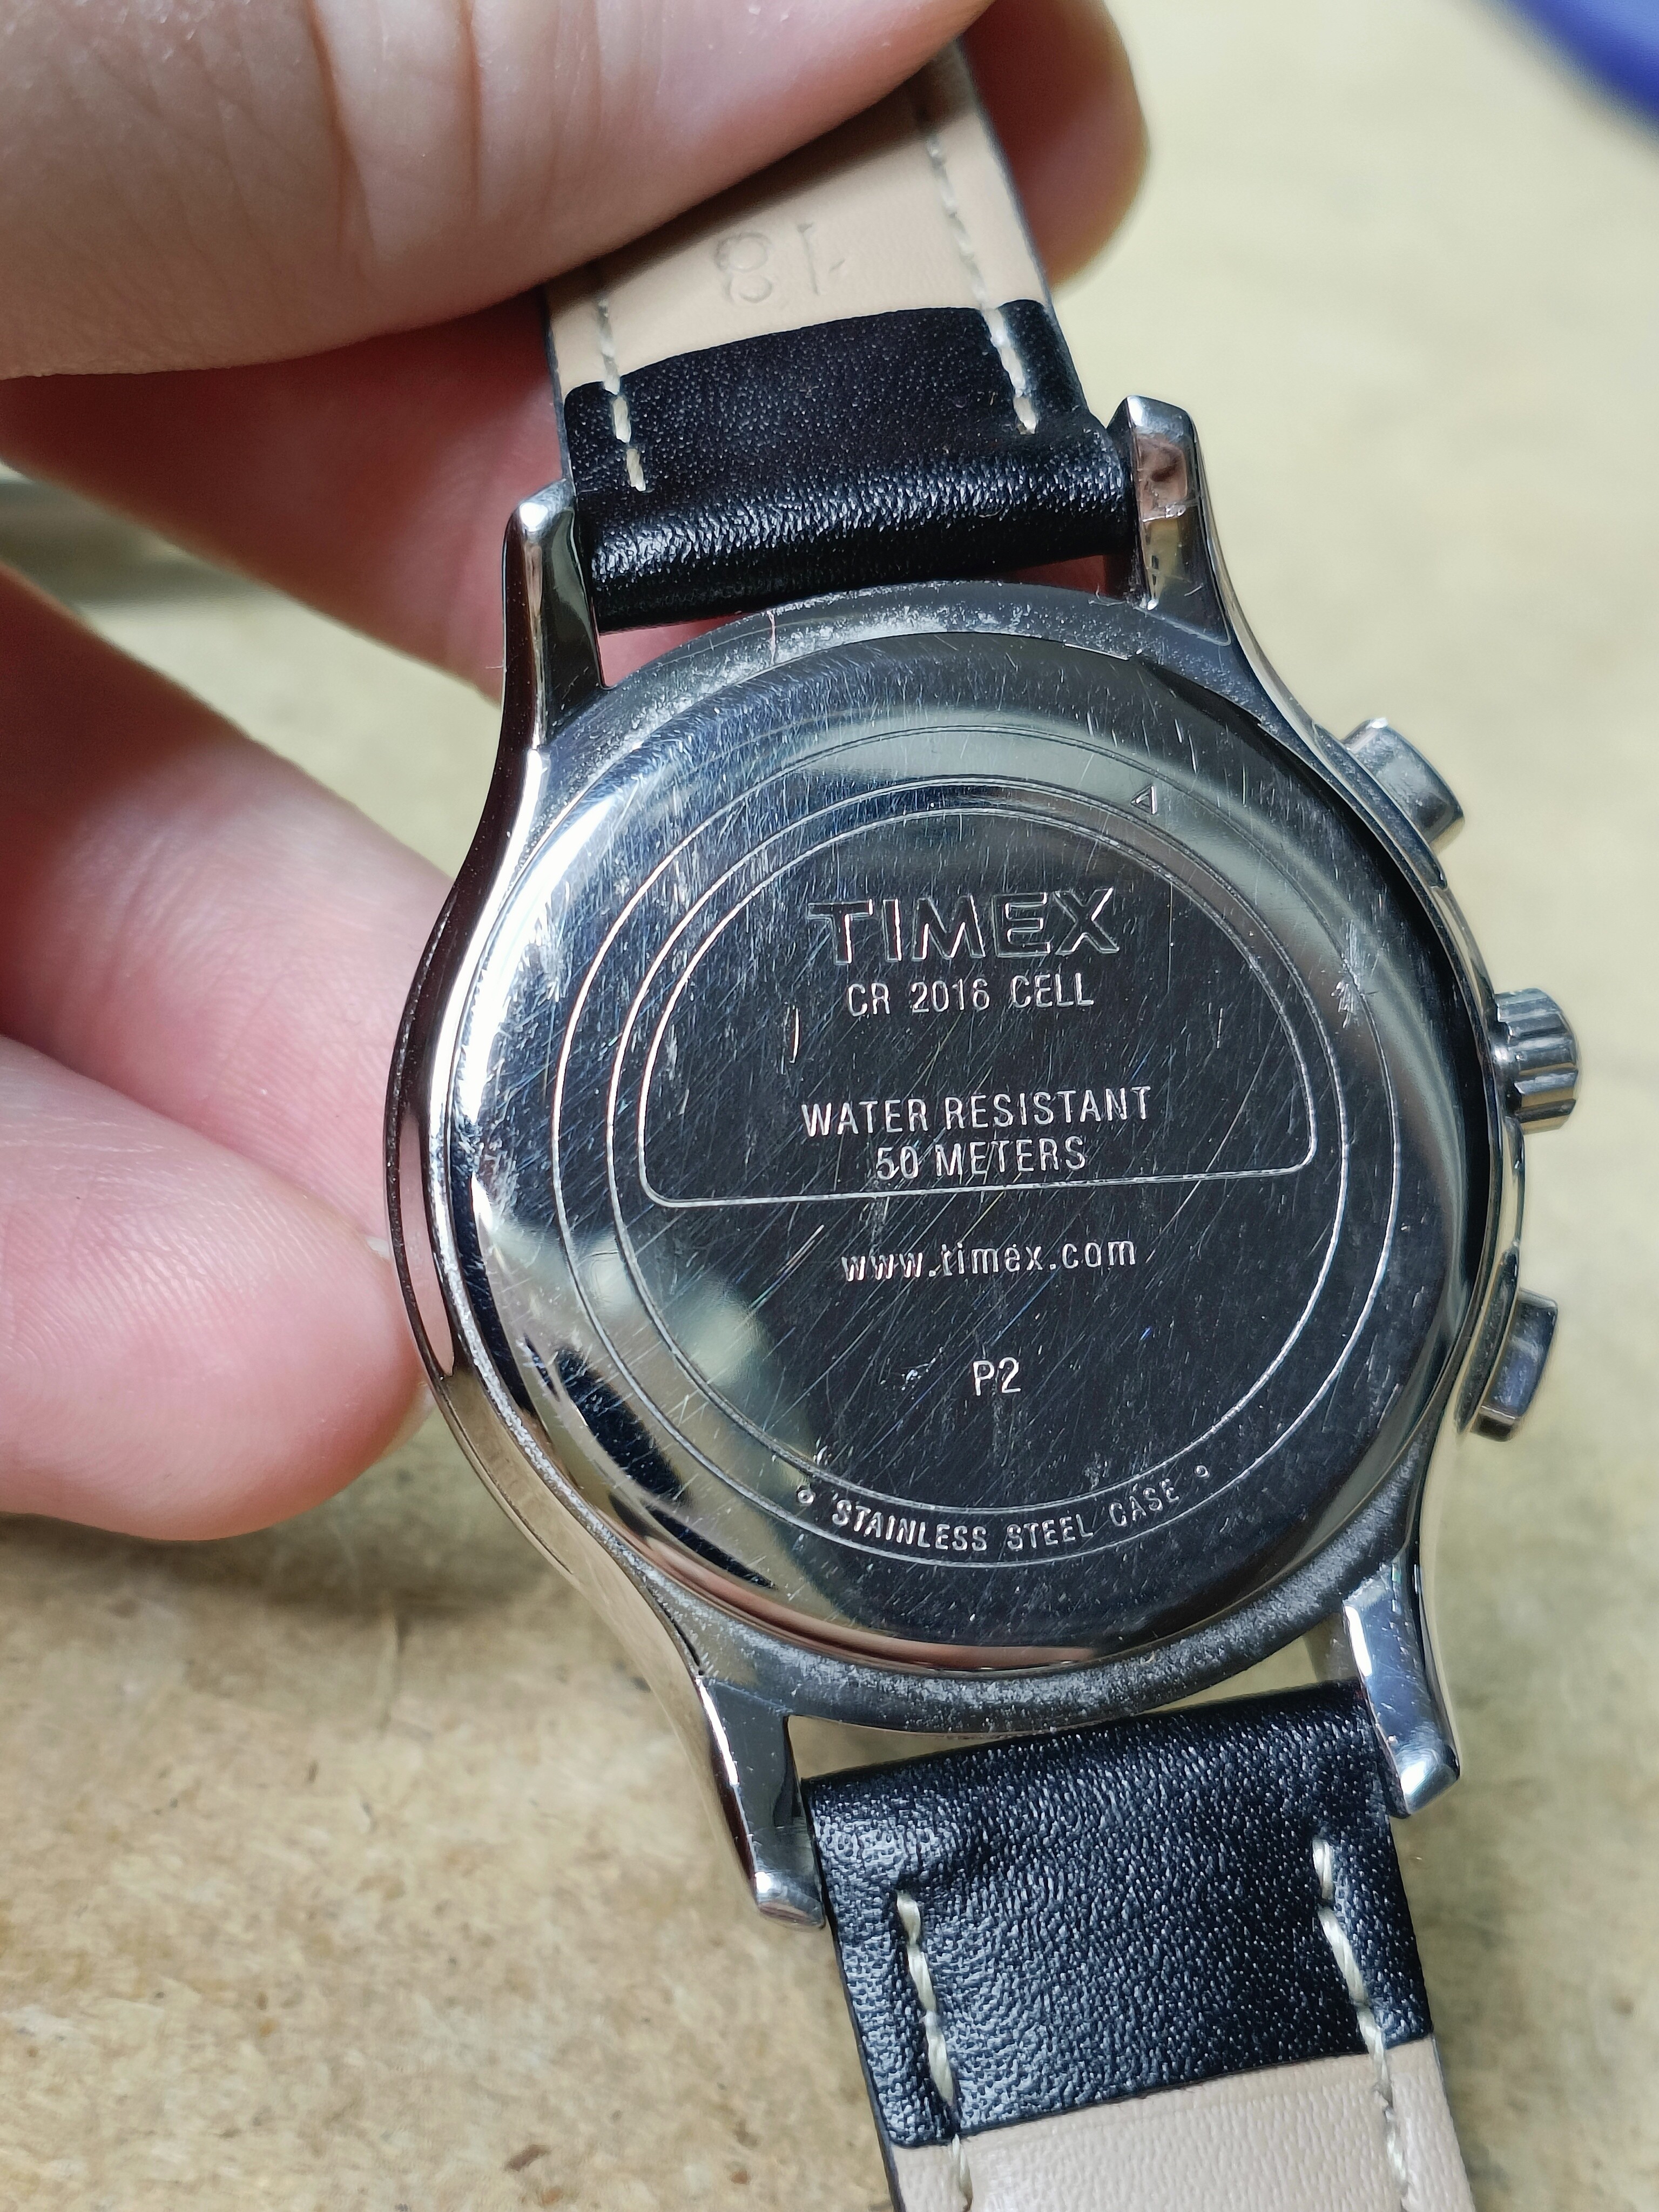 18
TIMEX
CR 2016 CELL
WATER RESISTANT
50 METERS
www.timex.com
P2
STAINLESS STEEL CASE